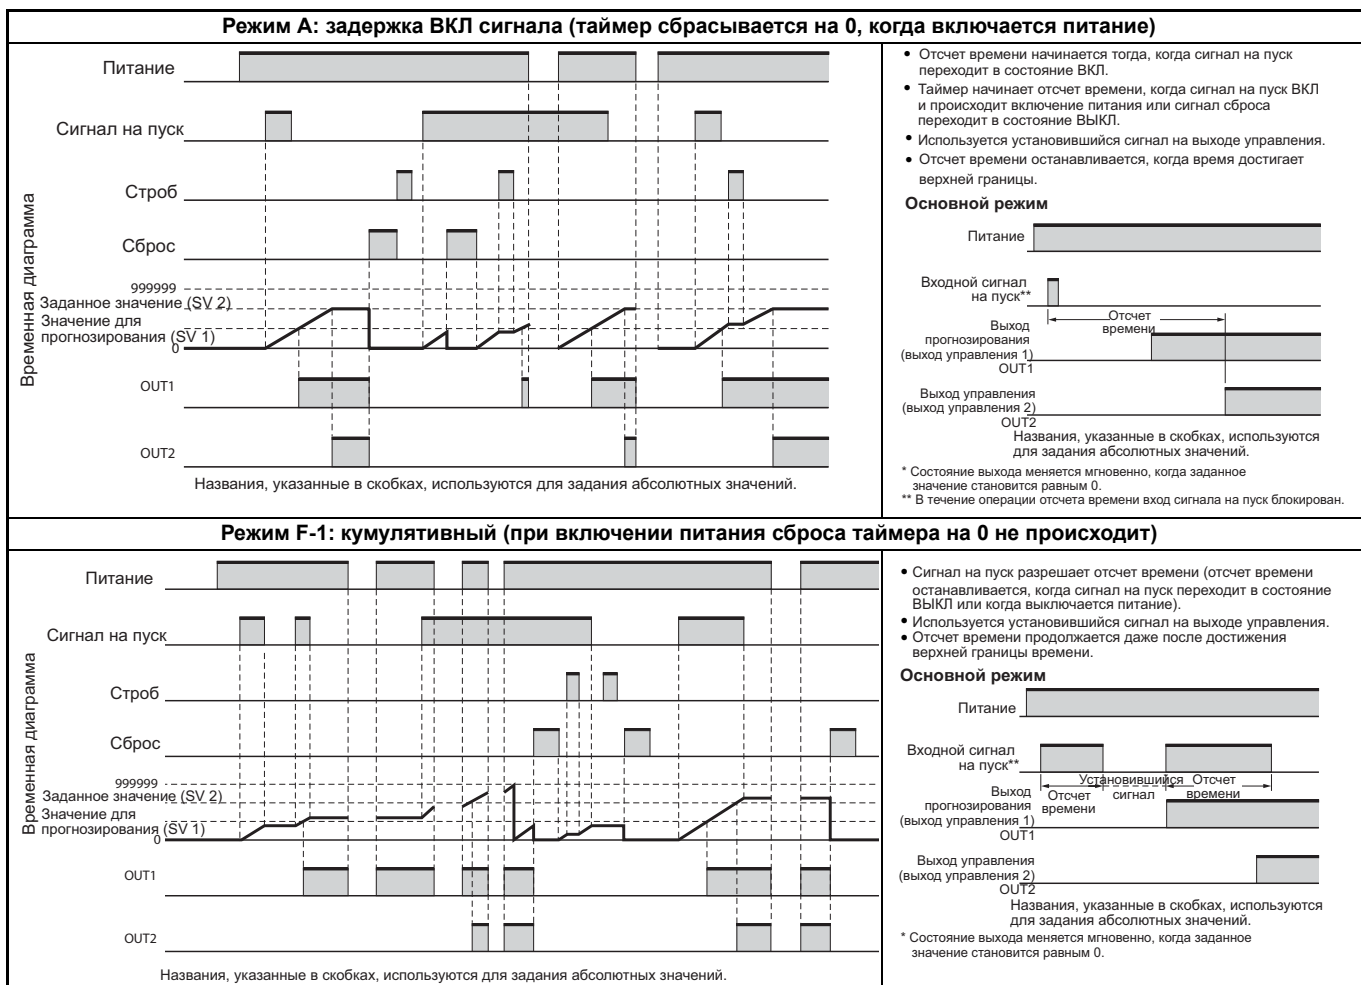 Режим A: задержка ВКЛ сигнала (таймер сбрасывается на 0, когда включается питание)
Временная диаграмма
Питание
Сигнал на пуск
Строб
Сброс
999999
Заданное значение (SV 2)
Значение для
прогнозирования (SV 1)
0
OUT1
OUT2
Названия, указанные в скобках, используются для задания абсолютных значений.
• Отсчет времени начинается тогда, когда сигнал на пуск
переходит в состояние ВКЛ.
• Таймер начинает отсчет времени, когда сигнал на пуск ВКЛ
и происходит включение питания или сигнал сброса
переходит в состояние ВЫКЛ.
• Используется установившийся сигнал на выходе управления.
• Отсчет времени останавливается, когда время достигает
верхней границы.
Основной режим
Питание
Входной сигнал
на пуск**
Отсчет
времени
Выход
прогнозирования
(выход управления 1)
OUT1
Выход управления
(выход управления 2)
OUT2
Названия, указанные в скобках, используются
для задания абсолютных значений.
* Состояние выхода меняется мгновенно, когда заданное
значение становится равным 0.
** В течение операции отсчета времени вход сигнала на пуск блокирован.
Режим F-1: кумулятивный (при включении питания сброса таймера на 0 не происходит)
Временная диаграмма
Питание
Сигнал на пуск
Строб
Сброс
999999
Заданное значение (SV 2)
Значение для
прогнозирования (SV 1)
0
OUT1
OUT2
Названия, указанные в скобках, используются для задания абсолютных значений.
• Сигнал на пуск разрешает отсчет времени (отсчет времени
останавливается, когда сигнал на пуск переходит в состояние
ВЫКЛ или когда выключается питание).
• Используется установившийся сигнал на выходе управления.
• Отсчет времени продолжается даже после достижения
верхней границы времени.
Основной режим
Питание
Входной сигнал
на пуск**
Отсчет
времени
Установившийся
сигнал
Отсчет
времени
Выход
прогнозирования
(выход управления 1)
OUT1
Выход управления
(выход управления 2)
OUT2
Названия, указанные в скобках, используются
для задания абсолютных значений.
* Состояние выхода меняется мгновенно, когда заданное
значение становится равным 0.